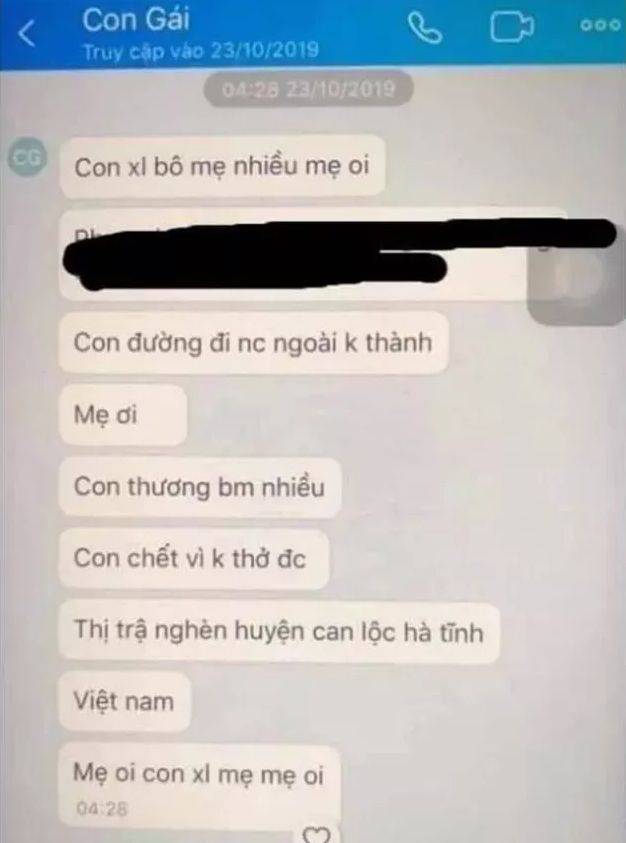 Con Gái
Truy cập vào 23/10/2019
04:28 23/10/2019
CG
Con xl bô mẹ nhiều mẹ oi
Con đường đi nc ngoài k thành
Mẹ ơi
Con thương bm nhiều
Con chết vì k thở đc
Thị trậ nghèn huyện can lộc hà tĩnh
Việt nam
Mẹ oi con xl mẹ mẹ oi
04:28